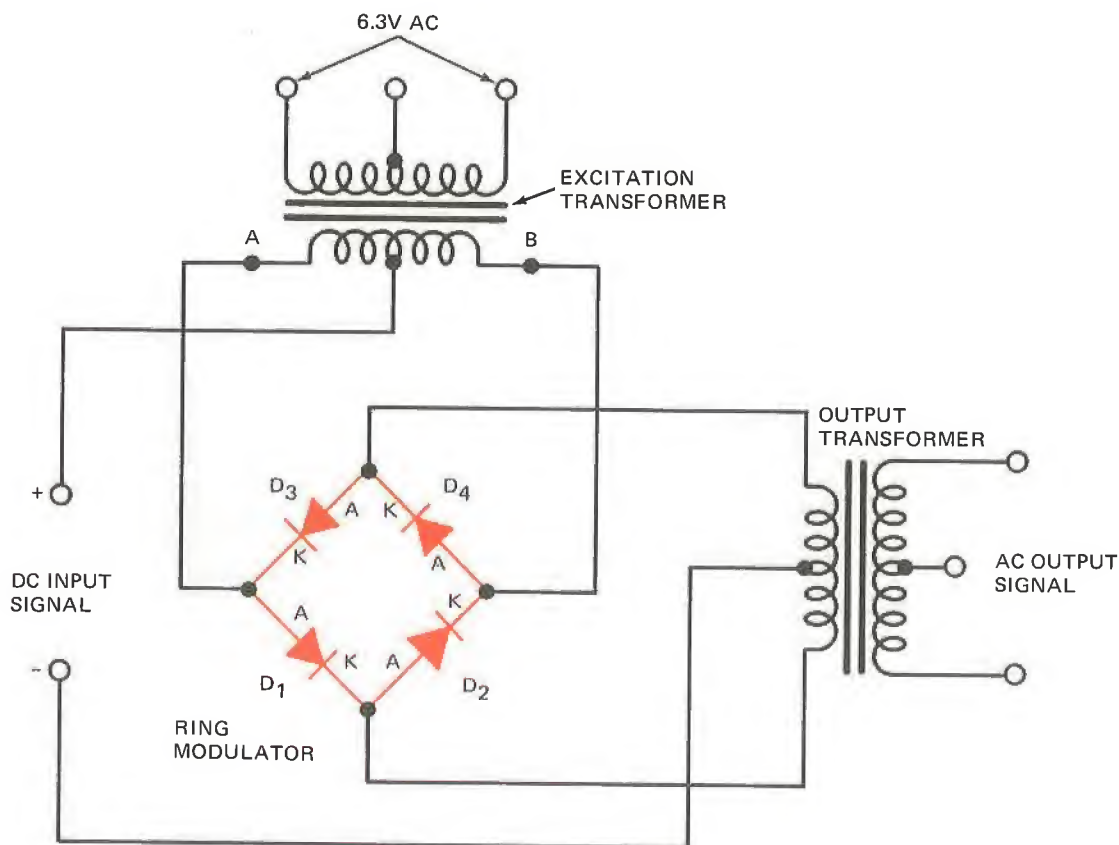 6.3V AC
EXCITATION
TRANSFORMER
A
B
OUTPUT
TRANSFORMER
D3
D4
A
K
K
A
+
DC INPUT
SIGNAL
AC OUTPUT
SIGNAL
A
K
K
A
−
D1
D2
RING
MODULATOR